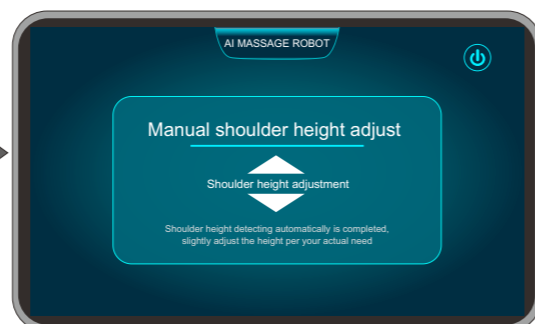 AI MASSAGE ROBOT
Manual shoulder height adjust
Shoulder height adjustment
Shoulder height detecting automatically is completed,
slightly adjust the height per your actual need